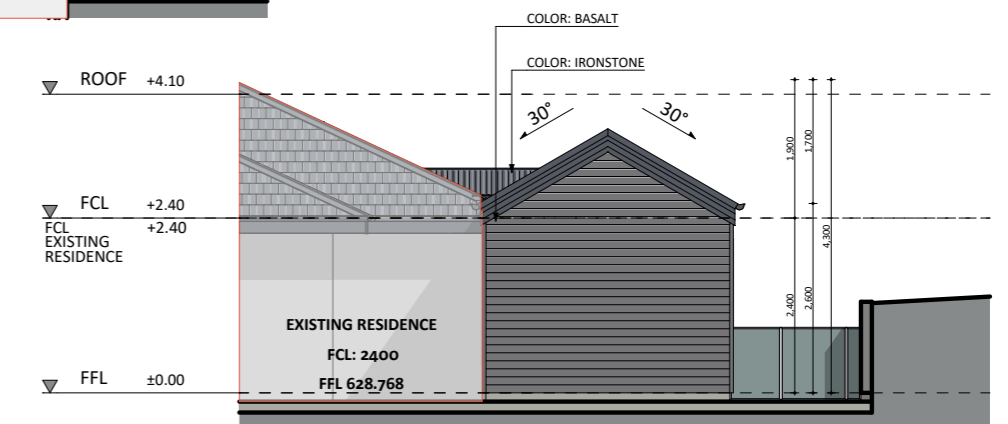 COLOR: BASALT
COLOR: IRONSTONE
ROOF +4.10
30° 30°
1,900 1,700
FCL +2.40
FCL +2.40
EXISTING
RESIDENCE
4,300
2,400 2,600
EXISTING RESIDENCE
FCL: 2400
FFL 628.768
FFL ±0.00